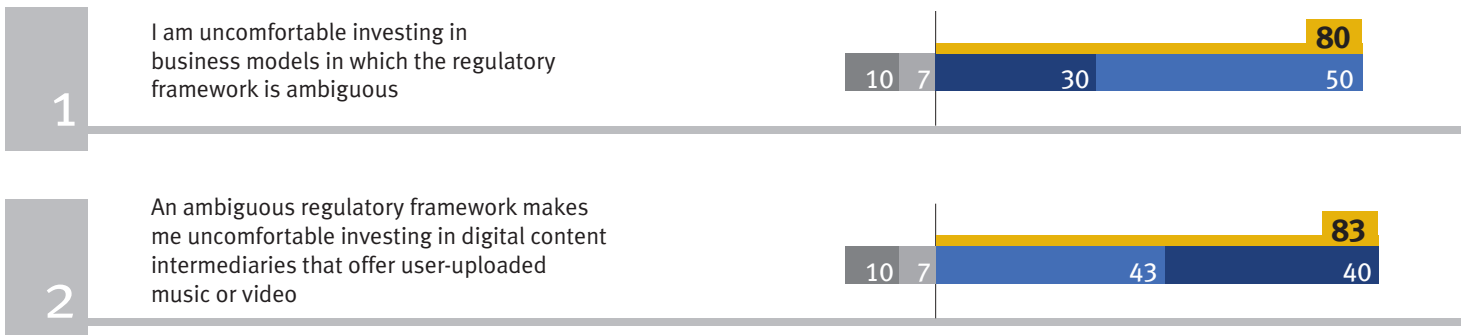 I am uncomfortable investing in
business models in which the regulatory
framework is ambiguous
1
80
10 7 30 50
An ambiguous regulatory framework makes
me uncomfortable investing in digital content
intermediaries that offer user-uploaded
music or video
2
83
10 7 43 40